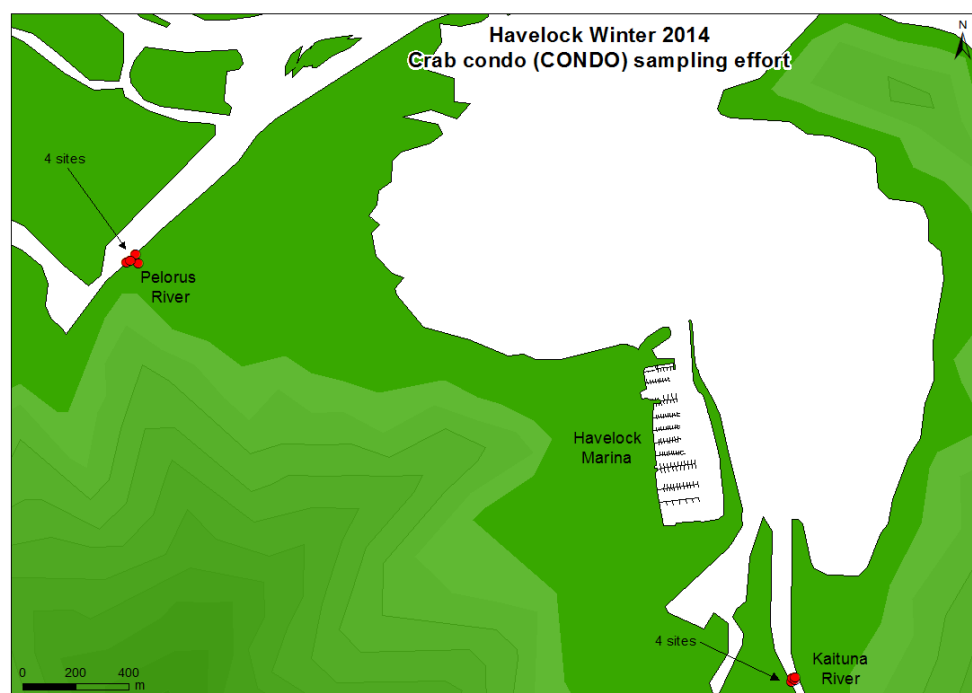 Havelock Winter 2014
Crab condo (CONDO) sampling effort
N
4 sites
Pelorus
River
Havelock
Marina
4 sites
Kaituna
River
0 200 400
m